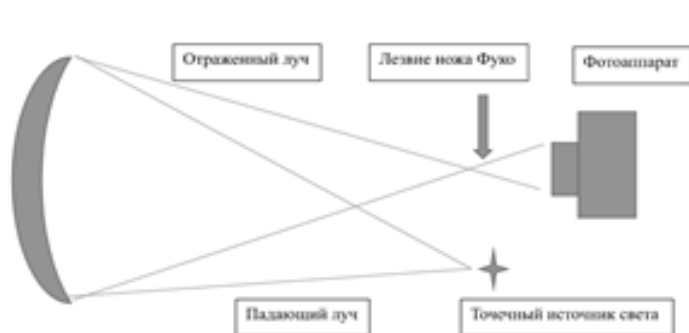 Отраженный луч
Лезвие ножа Фуко
Фотоаппарат
Падающий луч
Точечный источник света